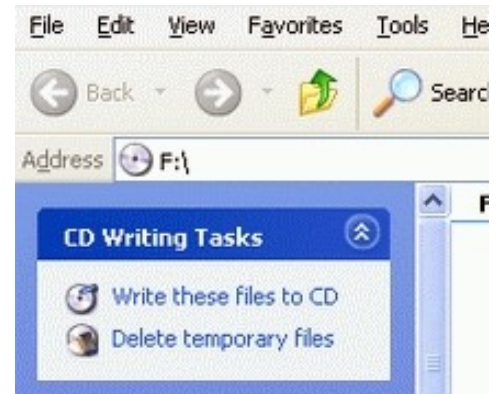 File Edit View Favorites Tools
Back
Address F:\
CD Writing Tasks
Write these files to CD
Delete temporary files